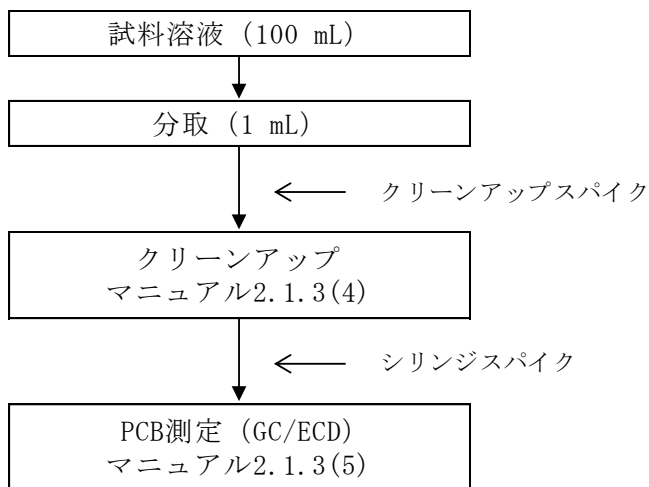 試料溶液 (100 mL)
分取 (1 mL)
クリーンアップスパイク
クリーンアップ
マニュアル2.1.3(4)
シリンジスパイク
PCB測定 (GC/ECD)
マニュアル2.1.3(5)